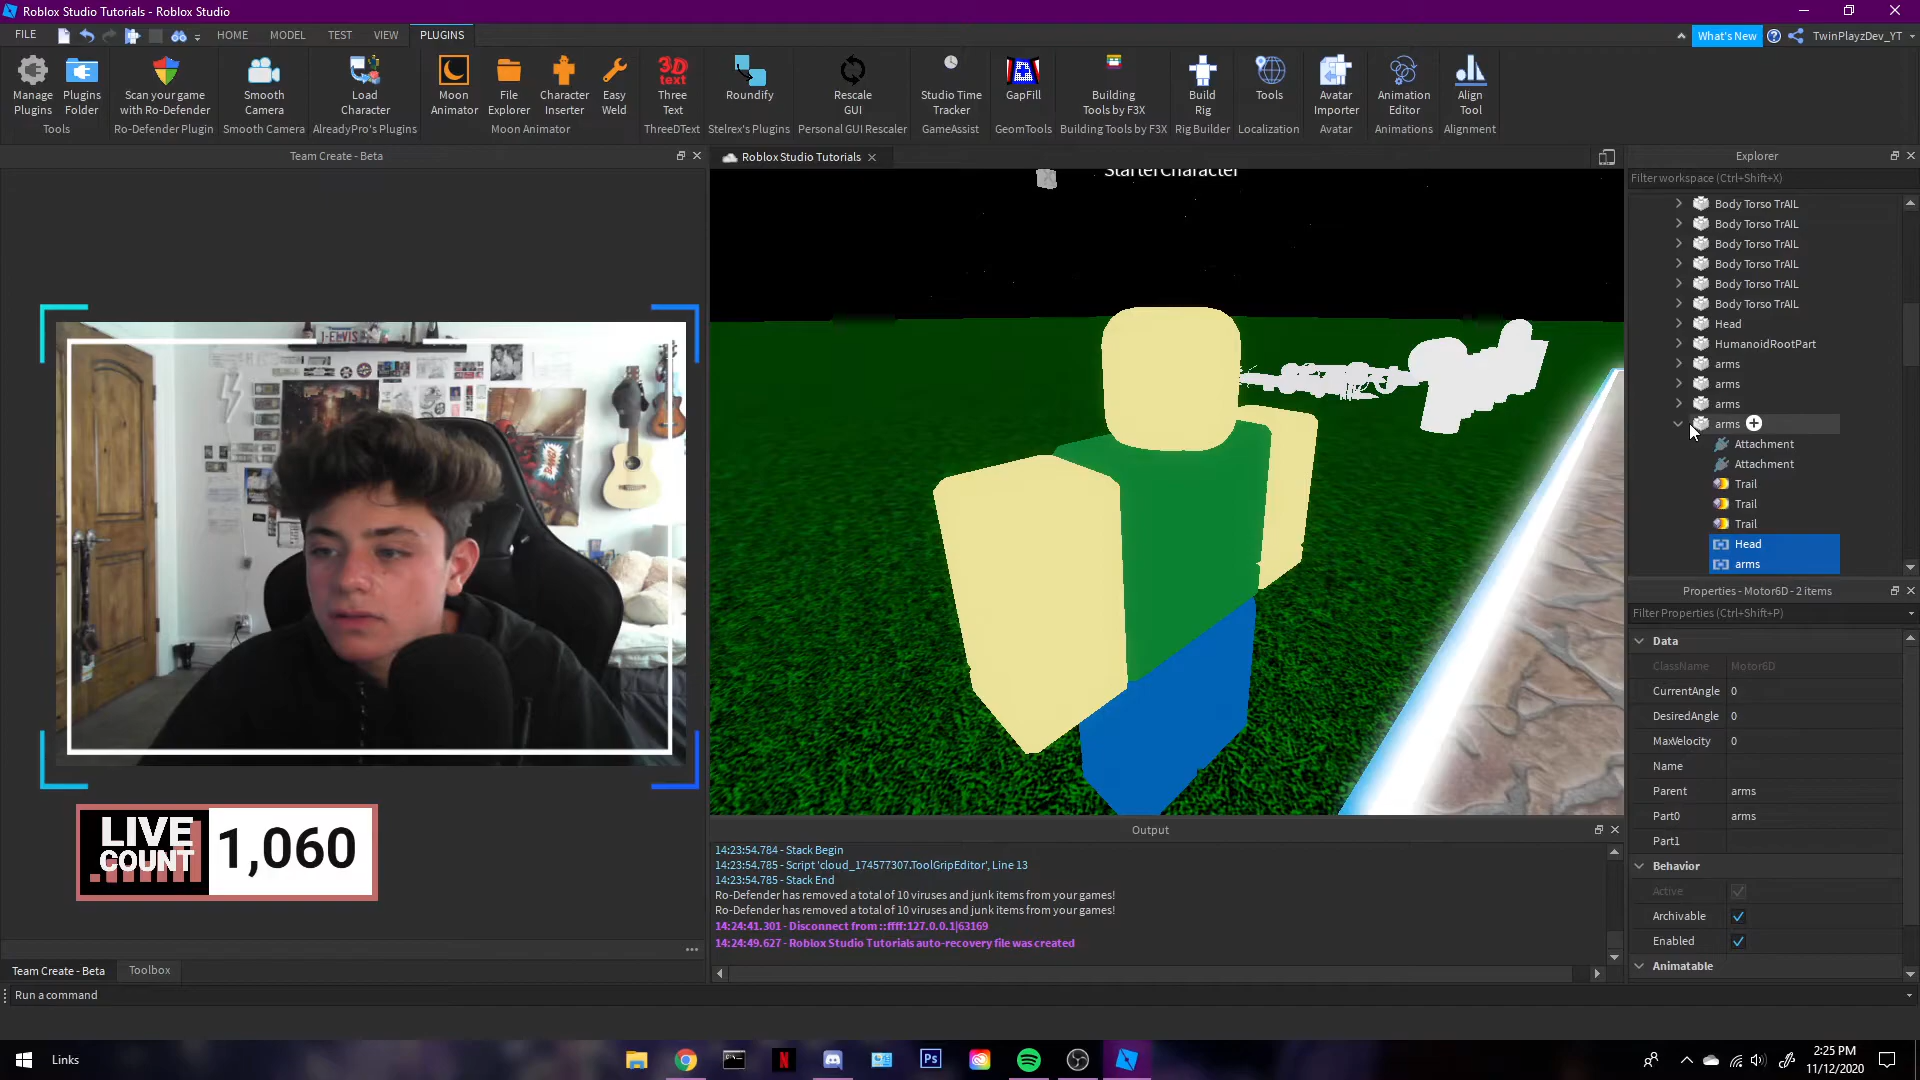 Roblox Studio Tutorials - Roblox Studio
FILE
HOME
MODEL
TEST
VIEW
PLUGINS
What's New
TwinPlayzDev_YT
Manage Plugins
Plugins Folder
Scan your game with Ro-Defender
Smooth Camera
Load Character
Moon Animator
File Explorer
Character Inserter
Easy Weld
3D text
Three Text
Roundify
Rescale GUI
Studio Time Tracker
GapFill
Building Tools by F3X
Build Rig
Tools
Avatar Importer
Animation Editor
Align Tool
Tools
Ro-Defender Plugin
Smooth Camera
AlreadyPro's Plugins
Moon Animator
ThreeDText
Stelrex's Plugins
Personal GUI Rescaler
GameAssist
GeomTools
Building Tools by F3X
Rig Builder
Localization
Avatar
Animations
Alignment
Team Create - Beta
Roblox Studio Tutorials
StarterCharacter
J-ELVIS
LIVE COUNT
1,060
Team Create - Beta
Toolbox
Run a command
Output
14:23:54.784 - Stack Begin
14:23:54.785 - Script 'cloud_174577307.ToolGripEditor', Line 13
14:23:54.785 - Stack End
Ro-Defender has removed a total of 10 viruses and junk items from your games!
Ro-Defender has removed a total of 10 viruses and junk items from your games!
14:24:41.301 - Disconnect from ::ffff:127.0.0.1|63169
14:24:49.627 - Roblox Studio Tutorials auto-recovery file was created
Explorer
Filter workspace (Ctrl+Shift+X)
Body Torso TrAIL
Body Torso TrAIL
Body Torso TrAIL
Body Torso TrAIL
Body Torso TrAIL
Body Torso TrAIL
Head
HumanoidRootPart
arms
arms
arms
arms
Attachment
Attachment
Trail
Trail
Trail
Head
arms
Properties - Motor6D - 2 items
Filter Properties (Ctrl+Shift+P)
Data
ClassName Motor6D
CurrentAngle 0
DesiredAngle 0
MaxVelocity 0
Name
Parent arms
Part0 arms
Part1
Behavior
Active
Archivable
Enabled
Animatable
Links
N
Ps
2:25 PM
11/12/2020